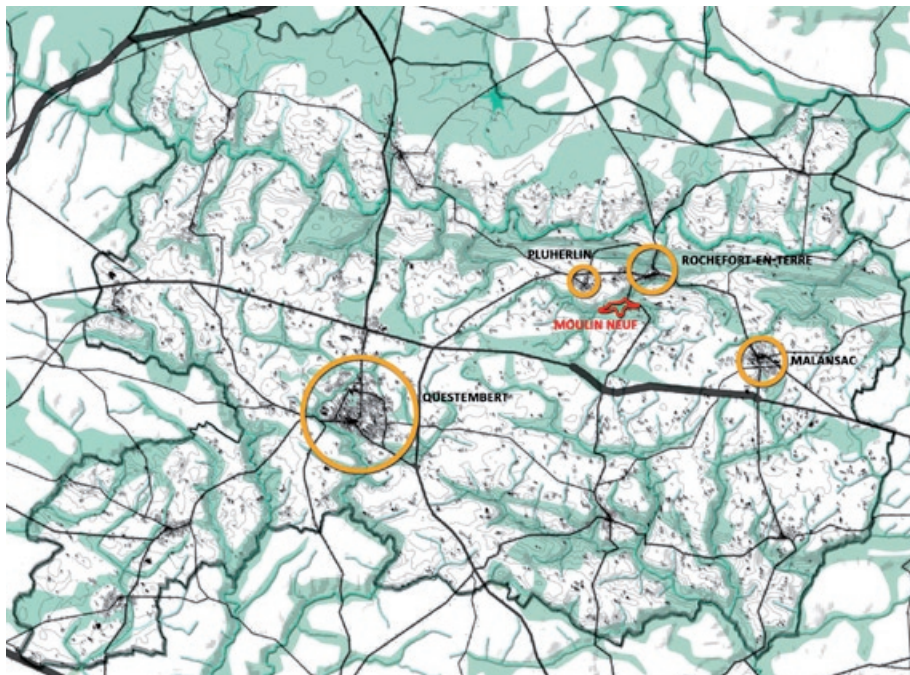 PLUHERLIN
ROCHEFORT-EN-TERRE
MOULIN NEUF
MALANSAC
QUESTEMBERT